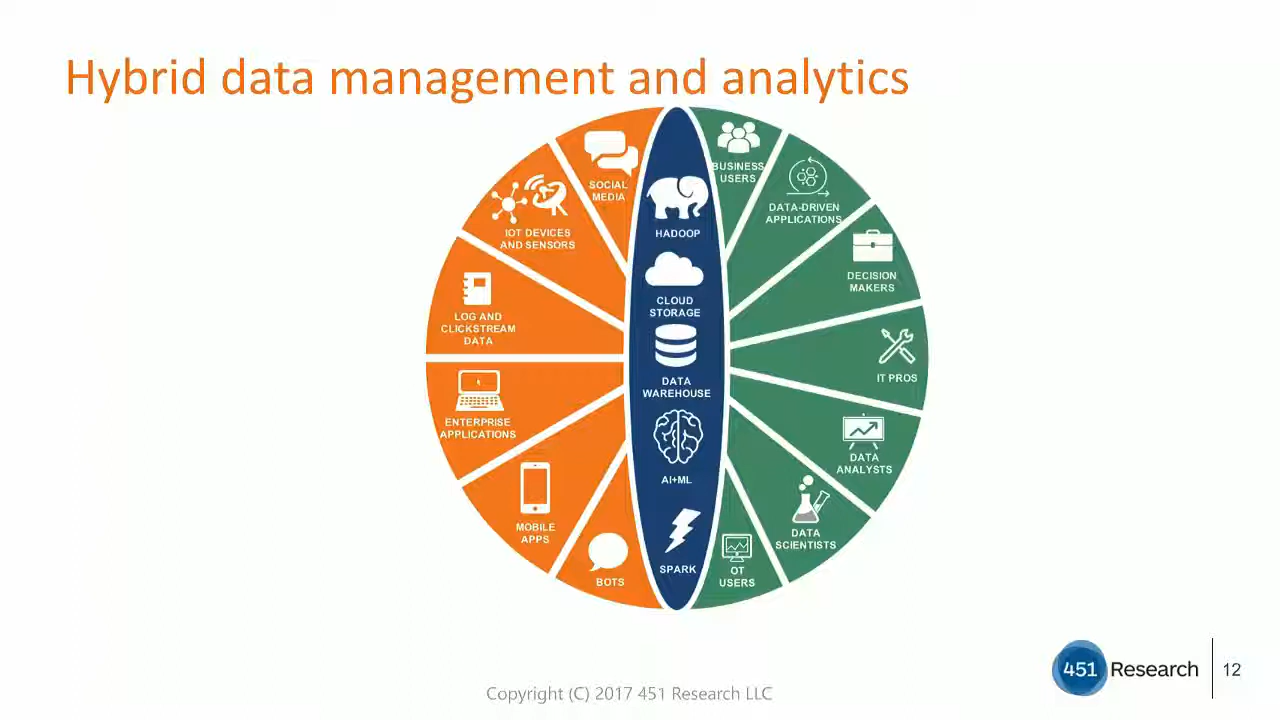 Hybrid data management and analytics
SOCIAL
MEDIA
IOT DEVICES
AND SENSORS
LOG AND
CLICKSTREAM
DATA
ENTERPRISE
APPLICATIONS
MOBILE
APPS
BOTS
HADOOP
CLOUD
STORAGE
DATA
WAREHOUSE
AI+ML
SPARK
BUSINESS
USERS
DATA-DRIVEN
APPLICATIONS
DECISION
MAKERS
IT PROS
DATA
ANALYSTS
DATA
SCIENTISTS
OT
USERS
451 Research
12
Copyright (C) 2017 451 Research LLC